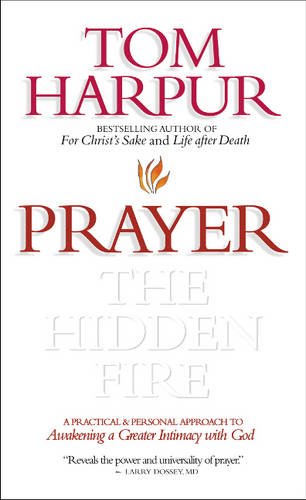 TOM
HARPUR
BESTSELLING AUTHOR OF
For Christ's Sake and Life after Death
PRAYER
THE
HIDDEN
FIRE
A PRACTICAL & PERSONAL APPROACH TO
Awakening a Greater Intimacy with God
"Reveals the power and universality of prayer."
– LARRY DOSSEY, MD